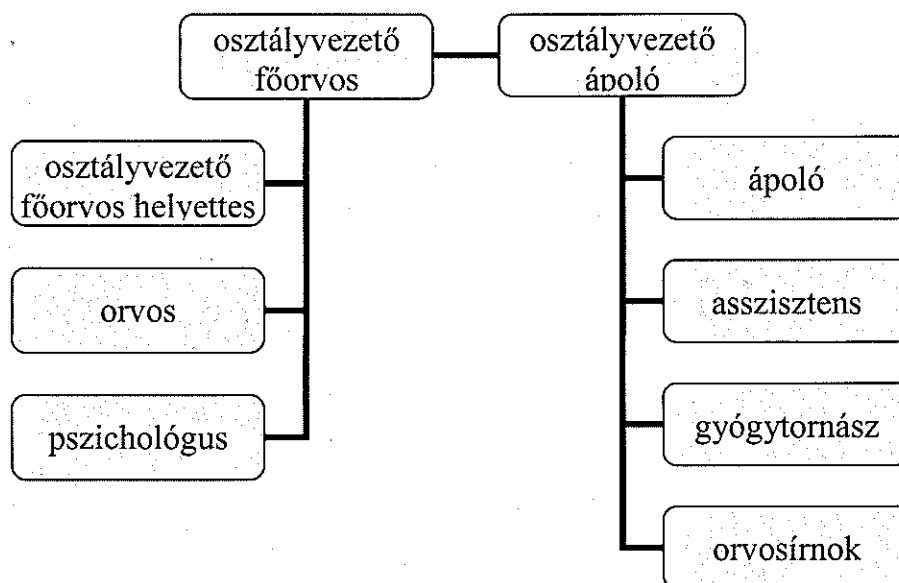 osztályvezető
főorvos
osztályvezető
ápoló
osztályvezető
főorvos helyettes
orvos
pszichológus
ápoló
asszisztens
gyógytornász
orvosírnok